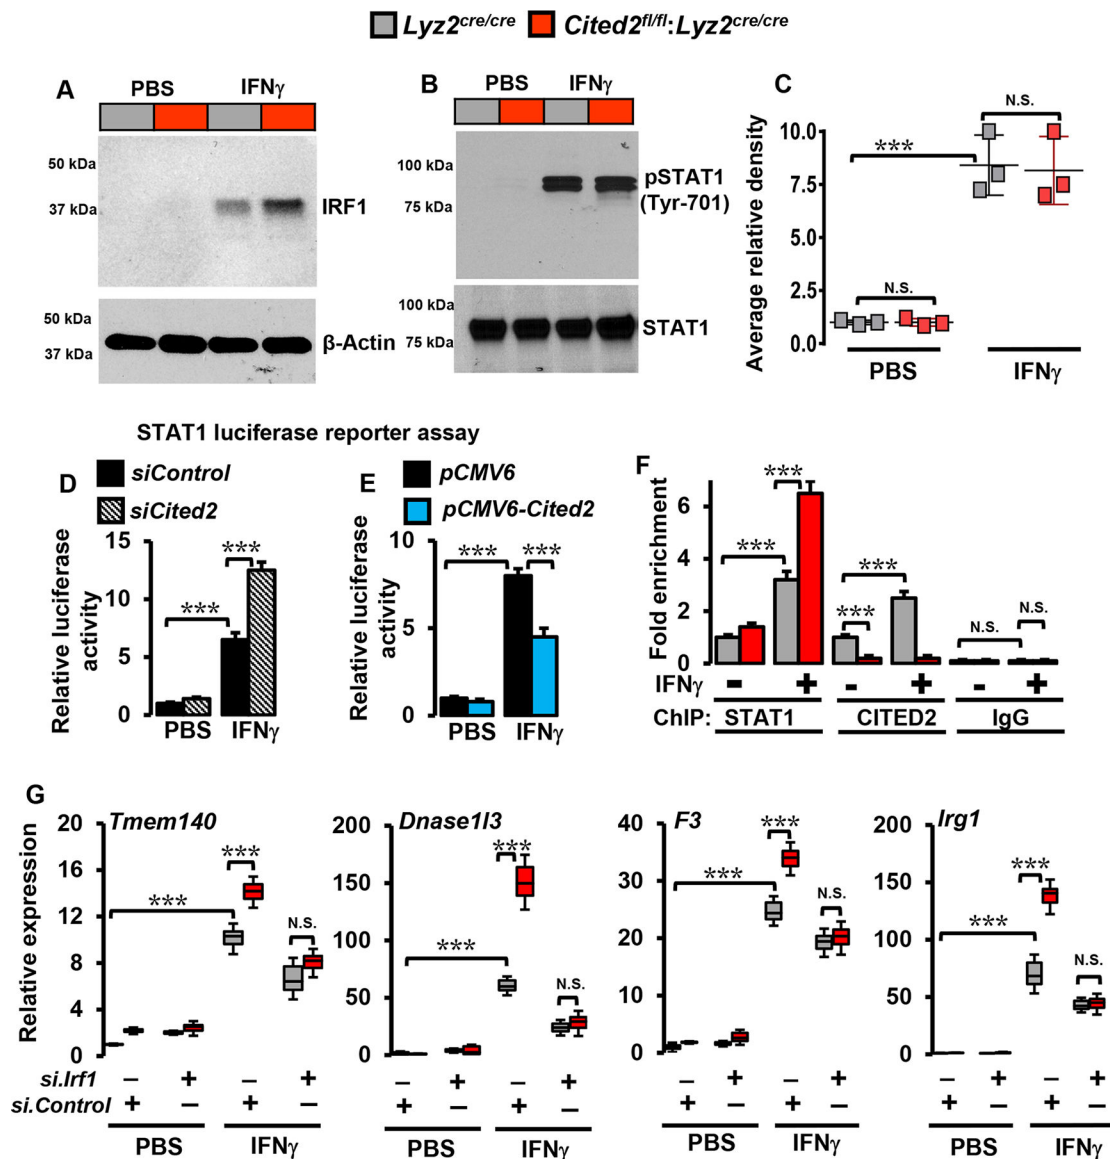 Lyz2cre/cre Cited2fl/fl:Lyz2cre/cre
A
PBS IFNγ
50 kDa
37 kDa
IRF1
50 kDa
37 kDa
β-Actin
B
PBS IFNγ
100 kDa
75 kDa
pSTAT1
(Tyr-701)
100 kDa
75 kDa
STAT1
C
Average relative density
10.0
7.5
5.0
2.5
0.0
***
N.S.
N.S.
PBS IFNγ
STAT1 luciferase reporter assay
D
siControl
siCited2
Relative luciferase
activity
15
10
5
0
***
***
PBS IFNγ
E
pCMV6
pCMV6-Cited2
Relative luciferase
activity
10
5
0
***
***
PBS IFNγ
F
Fold enrichment
6
4
2
0
***
***
***
***
N.S.
N.S.
IFNγ - + - + - +
ChIP: STAT1 CITED2 IgG
G
Relative expression
Tmem140
20
16
12
8
4
0
***
***
N.S.
Dnase1l3
200
150
100
50
0
***
***
N.S.
F3
40
30
20
10
0
***
***
N.S.
Irg1
200
150
100
50
0
***
***
N.S.
si.Irf1 – + – + – + – + – + – + – + – +
si.Control + – + – + – + – + – + – + – + –
PBS IFNγ PBS IFNγ PBS IFNγ PBS IFNγ